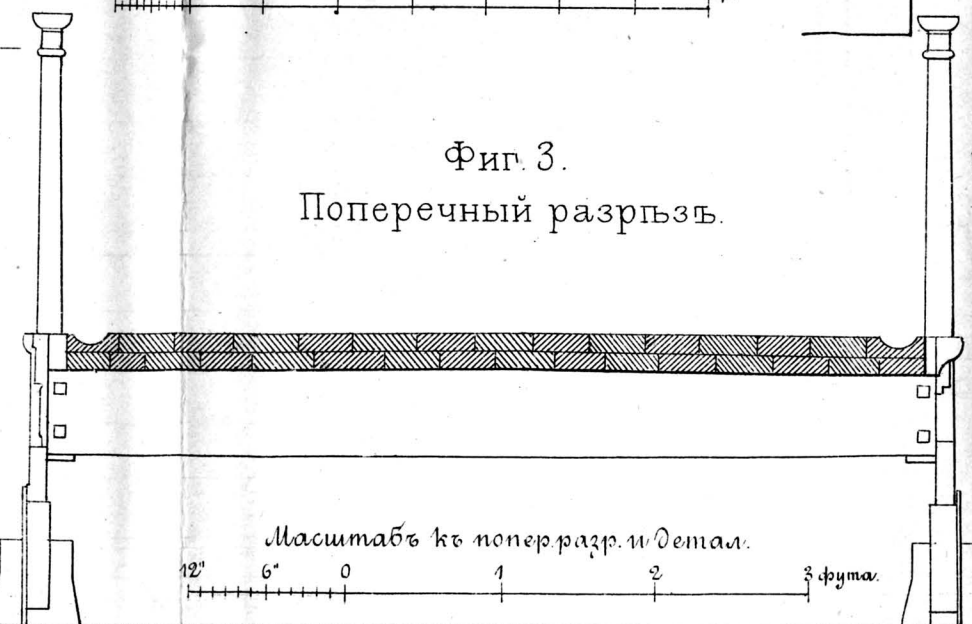 Фиг. 3.
Поперечный разрѣзъ.
Масштабъ къ попер. разр. и детал.
12" 6" 0 1 2 3 фута.